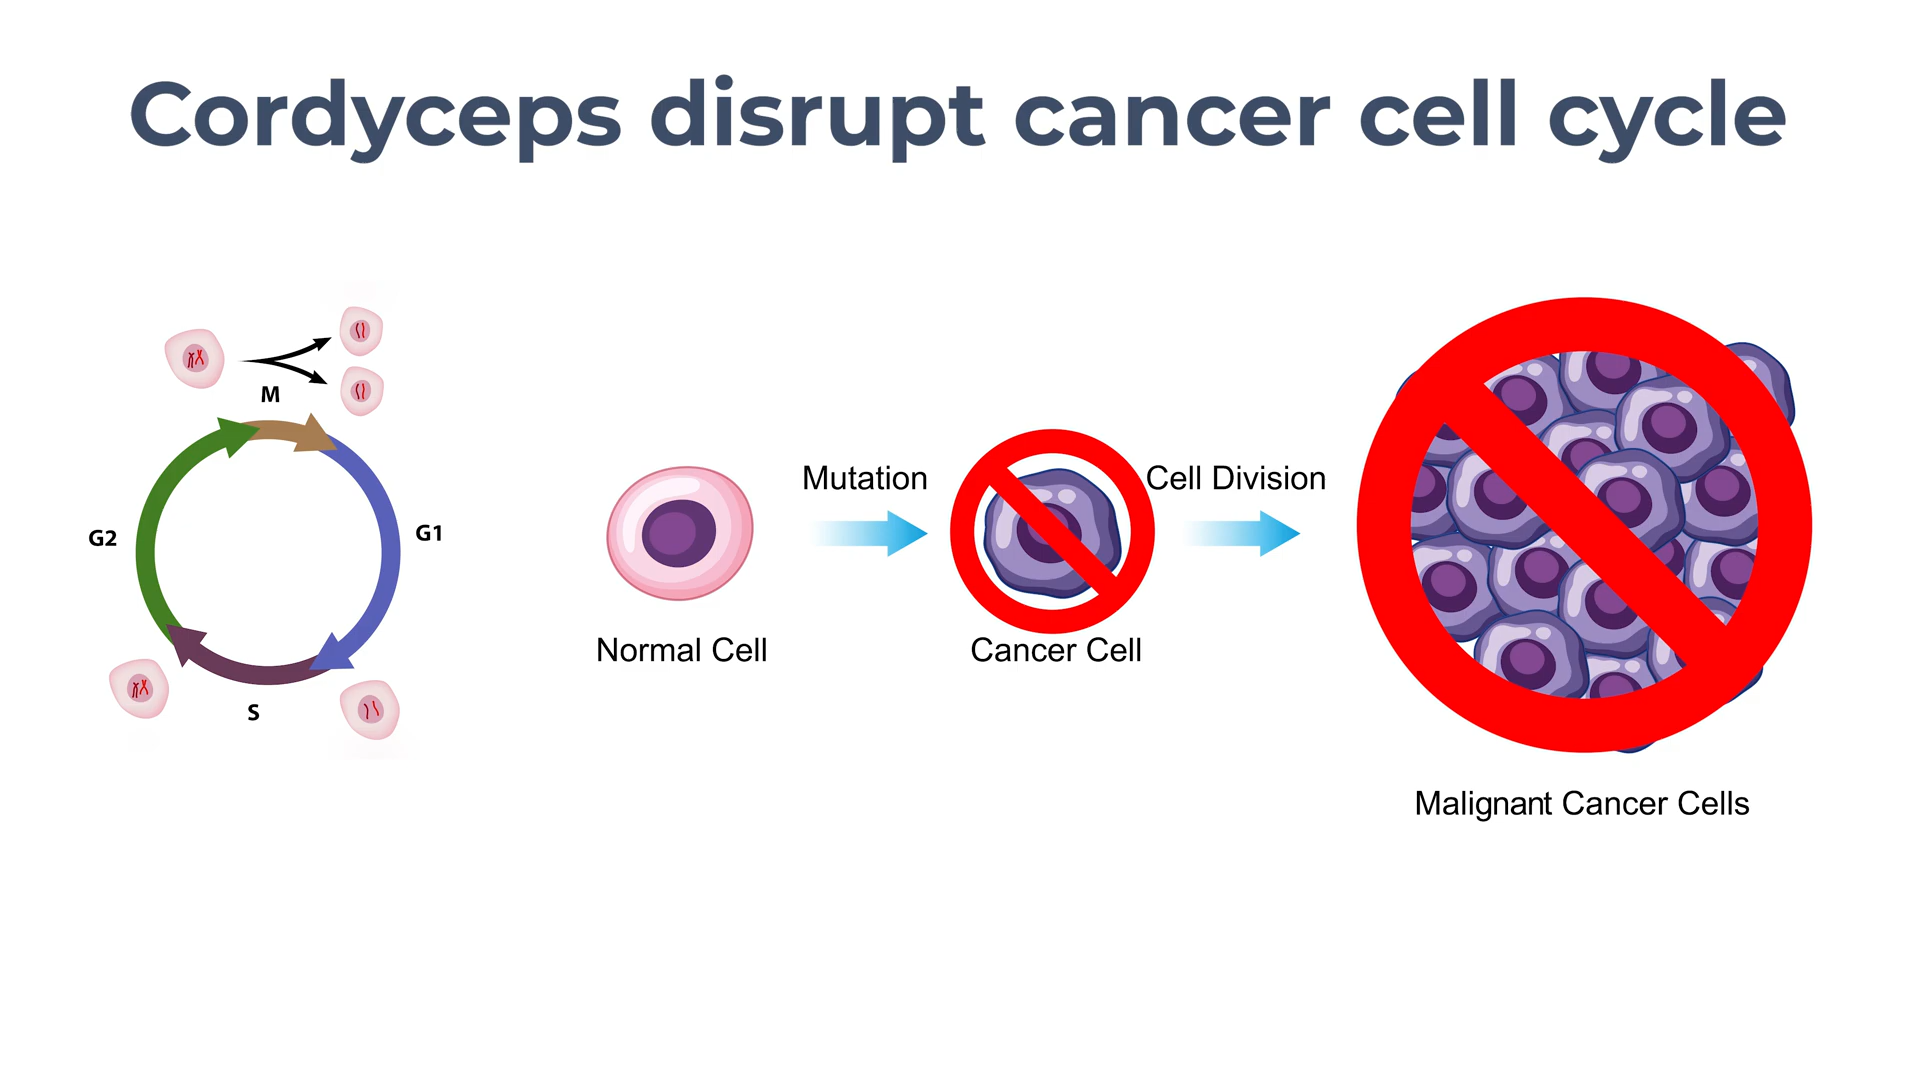 Cordyceps disrupt cancer cell cycle
M
G2
G1
S
Normal Cell
Mutation
Cancer Cell
Cell Division
Malignant Cancer Cells